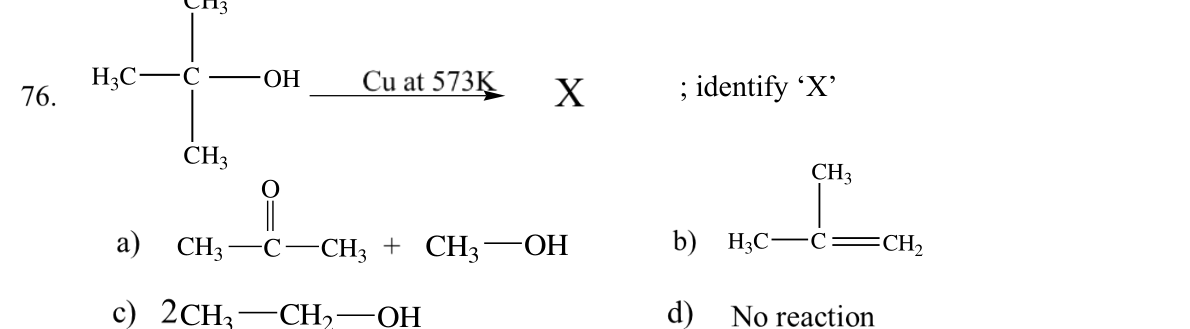 CH₃
76. H₃C—C—OH Cu at 573K X ; identify ‘X’
CH₃
O
CH₃
a) CH₃—C—CH₃ + CH₃—OH b) H₃C—C=CH₂
c) 2CH₃—CH₂—OH d) No reaction